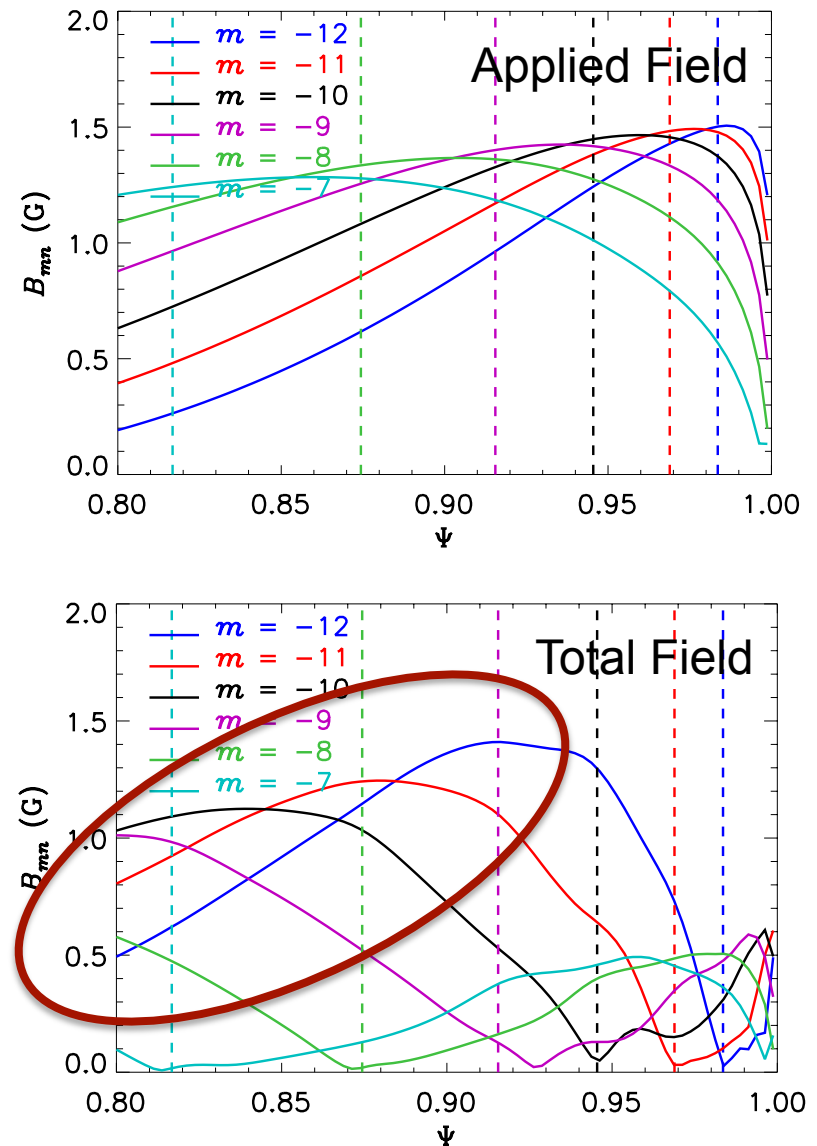 2.0
m = -12
m = -11
Applied Field
m = -10
m = -9
1.5
m = -8
m = -7
1.0
B_mn (G)
0.5
0.0
0.80 0.85 0.90 0.95 1.00
Ψ
2.0
m = -12
m = -11
Total Field
m = -10
1.5
m = -9
m = -8
m = -7
1.0
B_mn (G)
0.5
0.0
0.80 0.85 0.90 0.95 1.00
Ψ